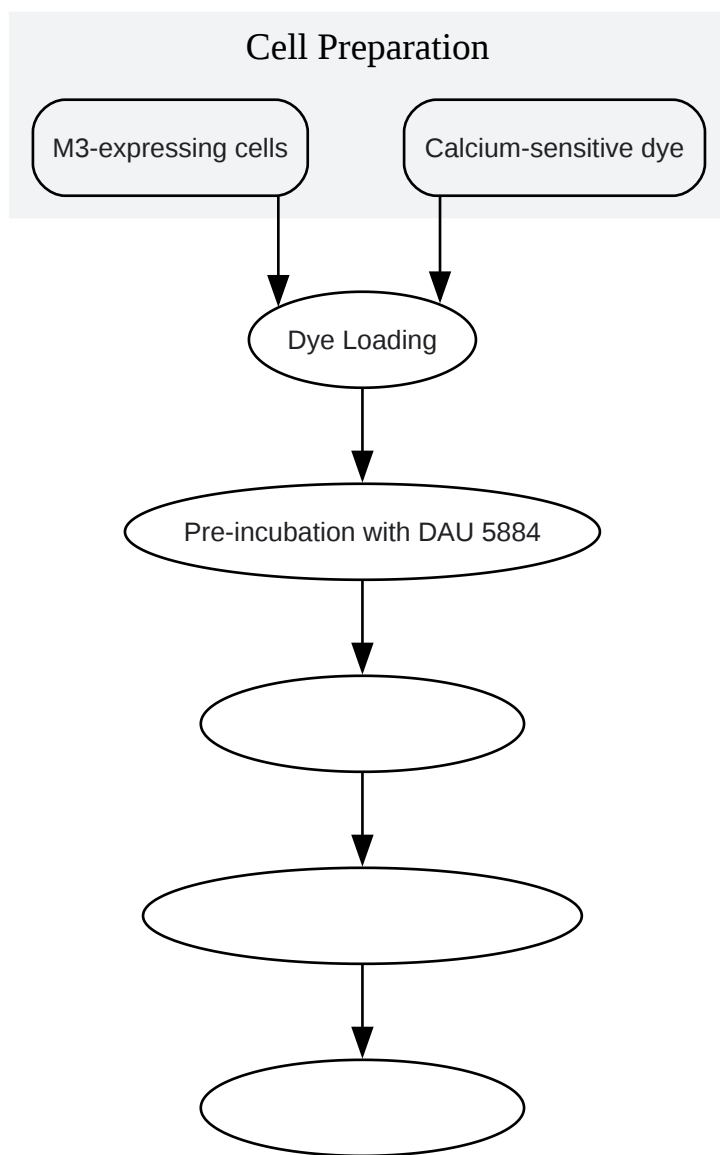 Cell Preparation
M3-expressing cells
Calcium-sensitive dye
Dye Loading
Pre-incubation with DAU 5884